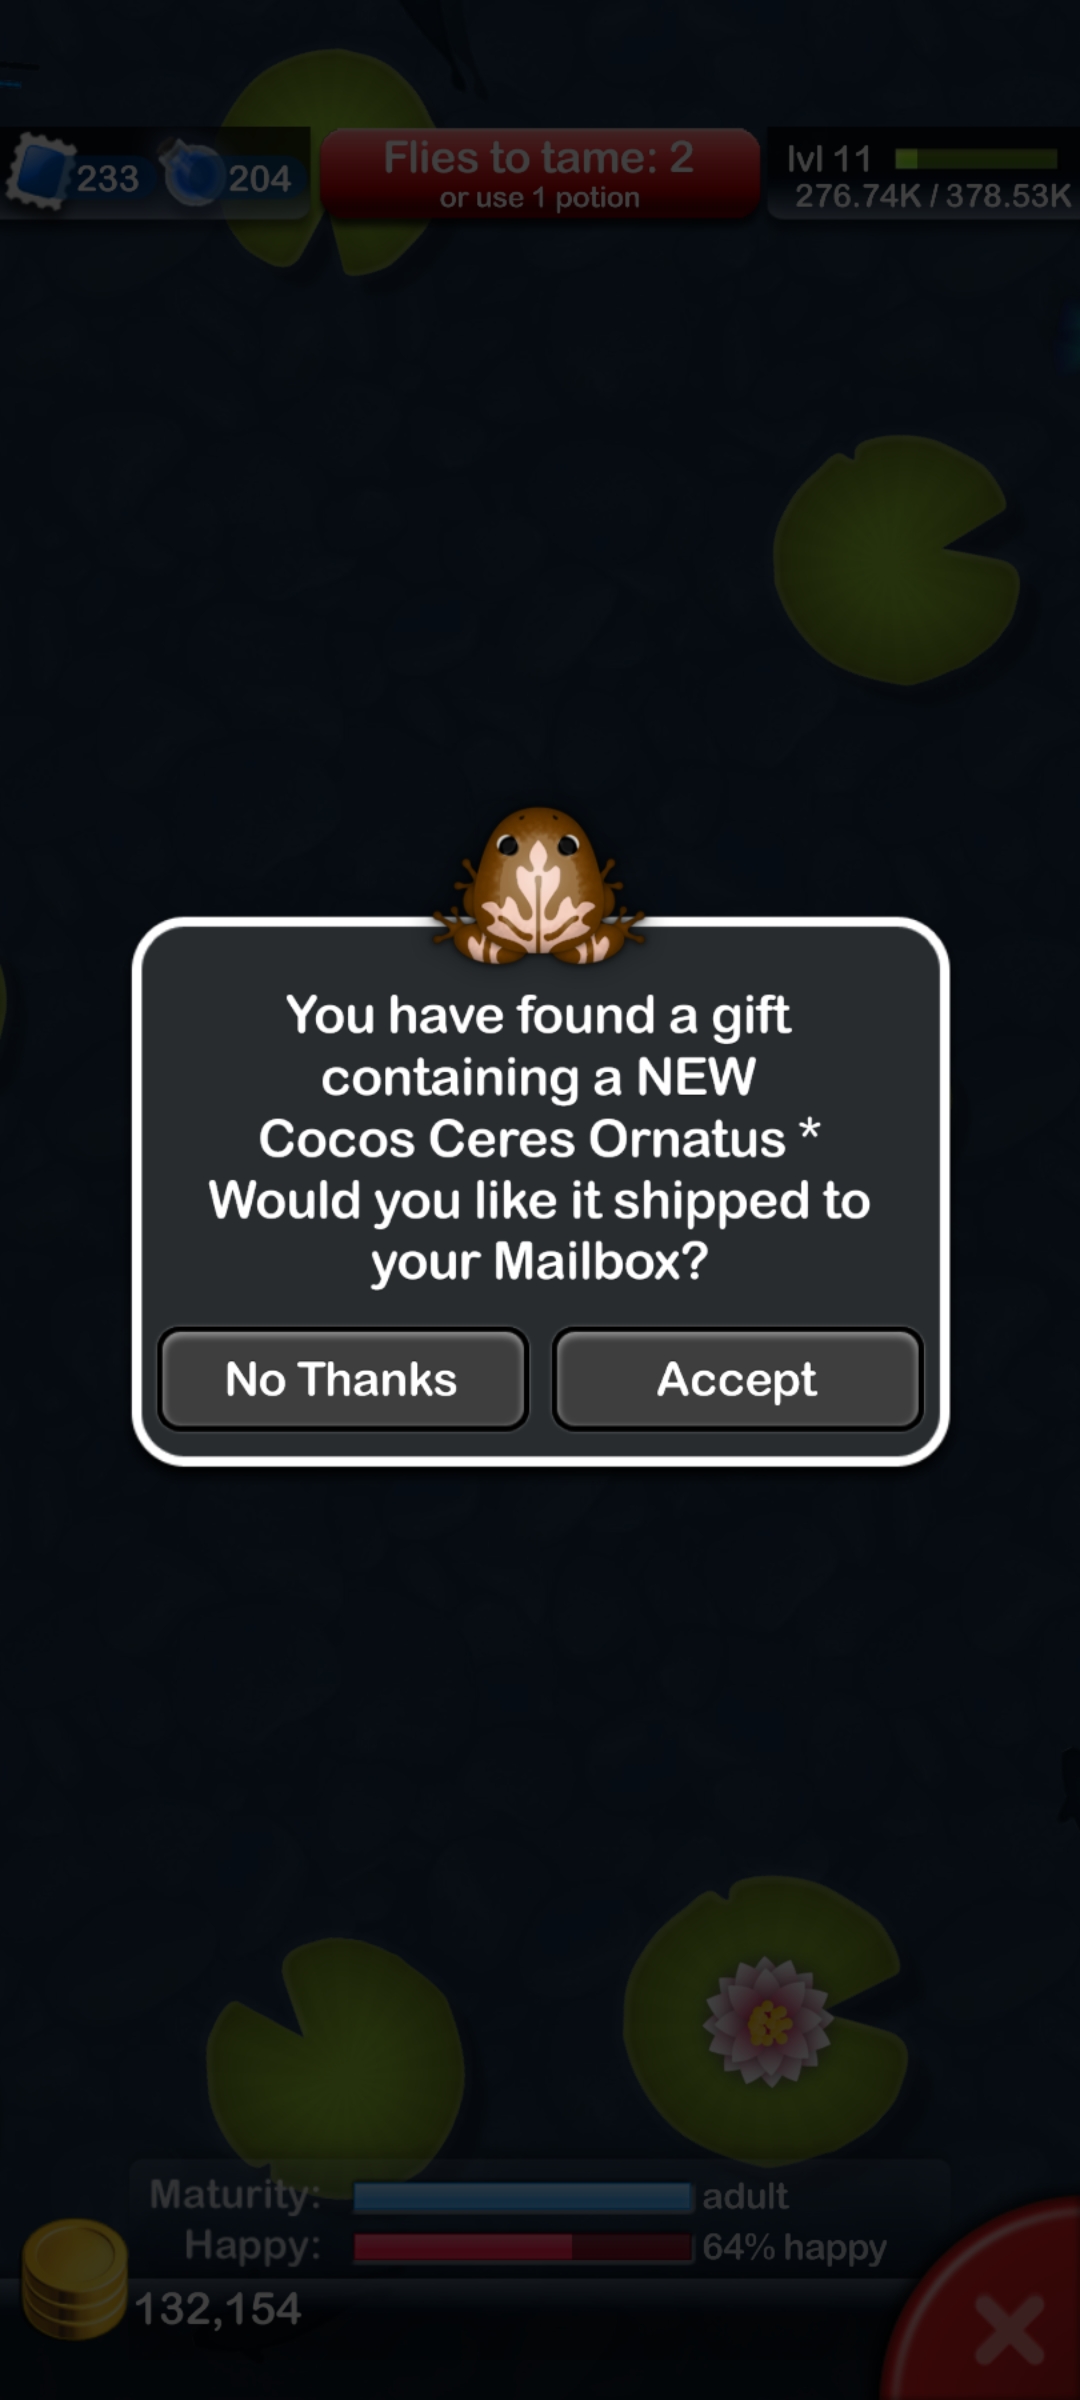 233
204
Flies to tame: 2
or use 1 potion
lvl 11
276.74K / 378.53K
You have found a gift
containing a NEW
Cocos Ceres Ornatus *
Would you like it shipped to
your Mailbox?
No Thanks
Accept
Maturity:
adult
Happy:
64% happy
132,154